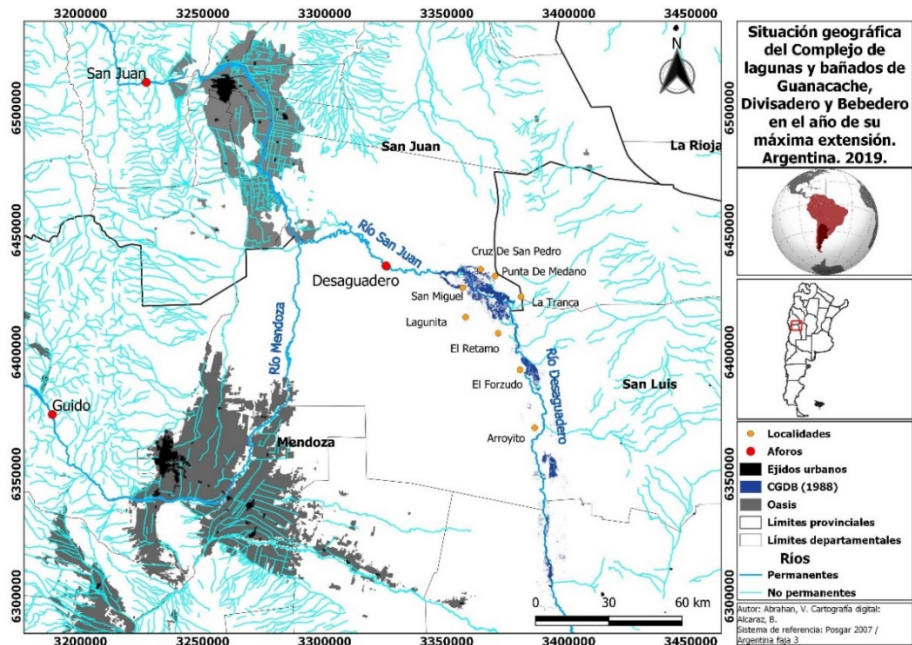 3200000 3250000 3300000 3350000 3400000 3450000
Situación geográfica
del Complejo de
lagunas y bañados de
Guanacache,
Divisadero y Bebedero
en el año de su
máxima extensión.
Argentina. 2019.
N
San Juan
San Juan
La Rioja
6500000
6500000
6450000
6450000
Río San Juan
Cruz De San Pedro
Punta De Medano
Desaguadero
San Miguel
La Tranca
Lagunita
El Retamo
Río Mendoza
6400000
6400000
El Forzudo
Río Desaguadero
San Luis
Guido
Mendoza
Arroyito
6350000
6350000
6300000
6300000
0 30 60 km
3200000 3250000 3300000 3350000 3400000 3450000
Localidades
Aforos
Ejidos urbanos
CGDB (1988)
Oasis
Límites provinciales
Límites departamentales
Ríos
Permanentes
No permanentes
Autor: Abrahan, V. Cartografía digital:
Alcaraz, B.
Sistema de referencia: Posgar 2007 /
Argentina faja 3